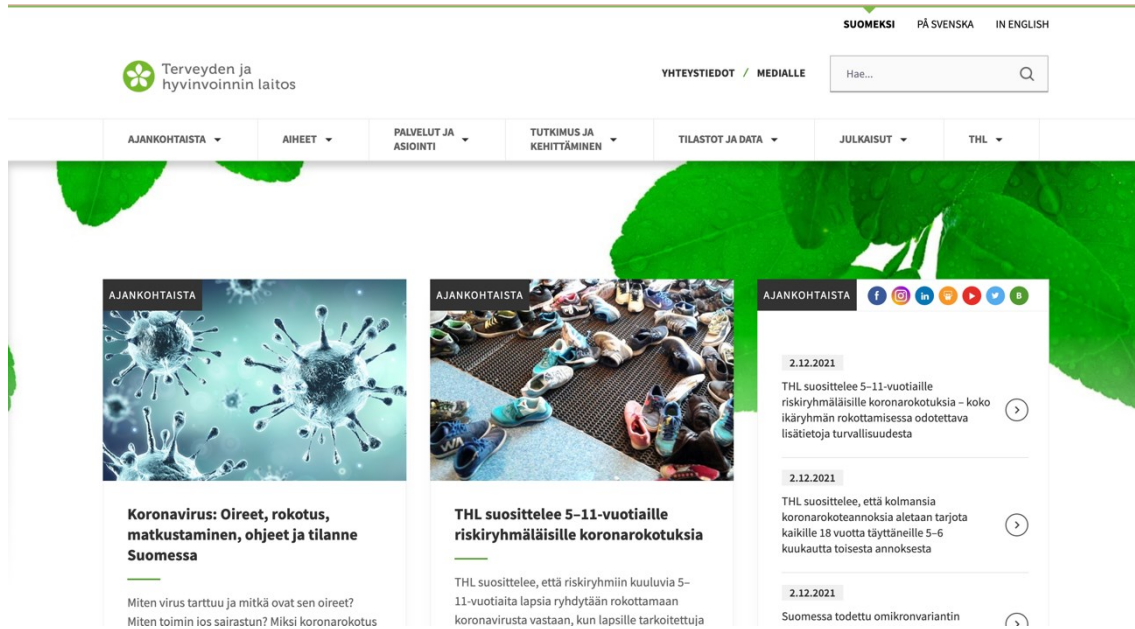 SUOMEKSI PÅ SVENSKA IN ENGLISH
Terveyden ja
hyvinvoinnin laitos
YHTEYSTIEDOT / MEDIALLE
Hae...
AJANKOHTAISTA
AIHEET
PALVELUT JA
ASIOINTI
TUTKIMUS JA
KEHITTÄMINEN
TILASTOT JA DATA
JULKAISUT
THL
AJANKOHTAISTA
Koronavirus: Oireet, rokotus,
matkustaminen, ohjeet ja tilanne
Suomessa
Miten virus tarttuu ja mitkä ovat sen oireet?
Miten toimin jos sairastun? Miksi koronarokotus
AJANKOHTAISTA
THL suosittelee 5–11-vuotiaille
riskiryhmäläisille koronarokotuksia
THL suosittelee, että riskiryhmiin kuuluvia 5–
11-vuotiaita lapsia ryhdytään rokottamaan
koronavirusta vastaan, kun lapsille tarkoitettuja
AJANKOHTAISTA
2.12.2021
THL suosittelee 5–11-vuotiaille
riskiryhmäläisille koronarokotuksia – koko
ikäryhmän rokottamisessa odotettava
lisätietoja turvallisuudesta
2.12.2021
THL suosittelee, että kolmansia
koronarokoteannoksia aletaan tarjota
kaikille 18 vuotta täyttäneille 5–6
kuukautta toisesta annoksesta
2.12.2021
Suomessa todettu omikronvariantin